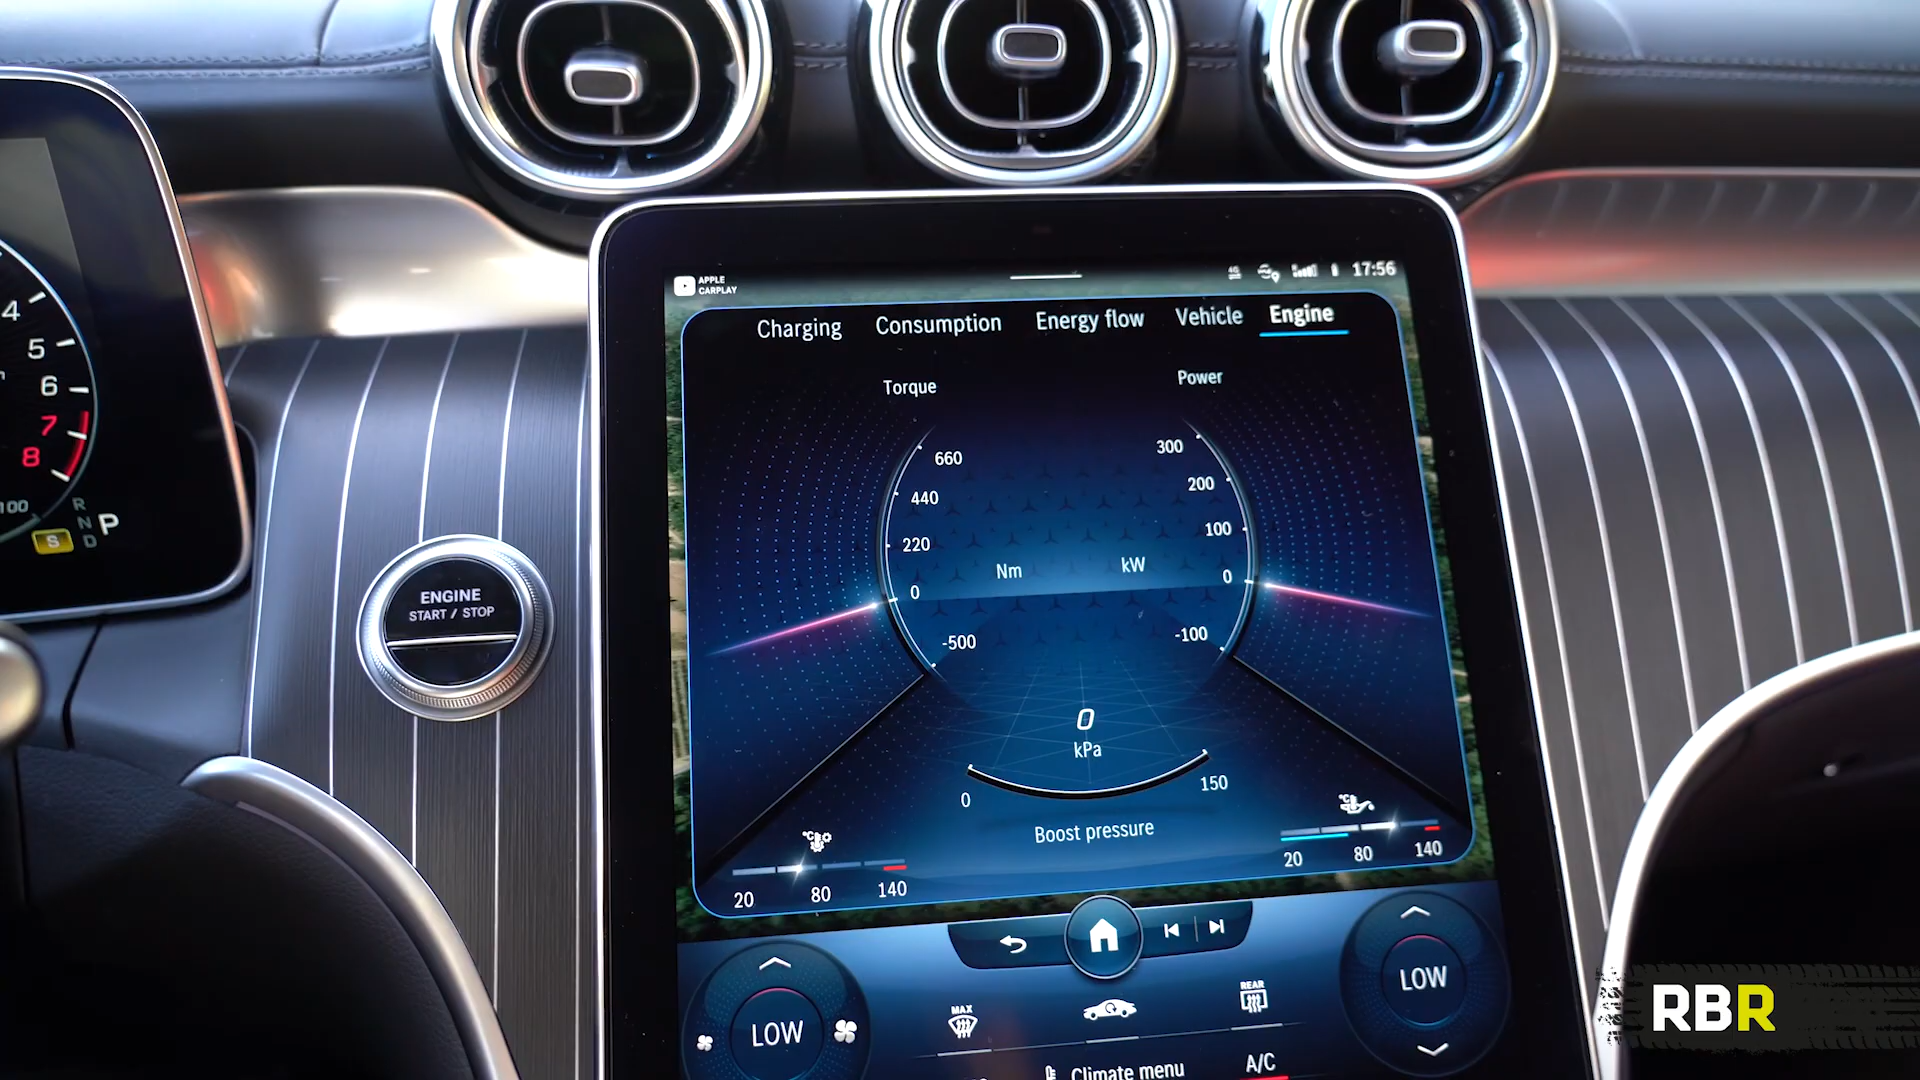 APPLE
CARPLAY
4G
17:56
Charging Consumption Energy flow Vehicle Engine
Torque
Power
660
440
220
0
-500
Nm
300
200
100
0
-100
kW
0
kPa
0
150
Boost pressure
°C
20 80 140
°C
20 80 140
LOW
MAX
REAR
LOW
Climate menu
A/C
4
5
6
7
8
100
R
N
D
P
S
ENGINE
START / STOP
RBR